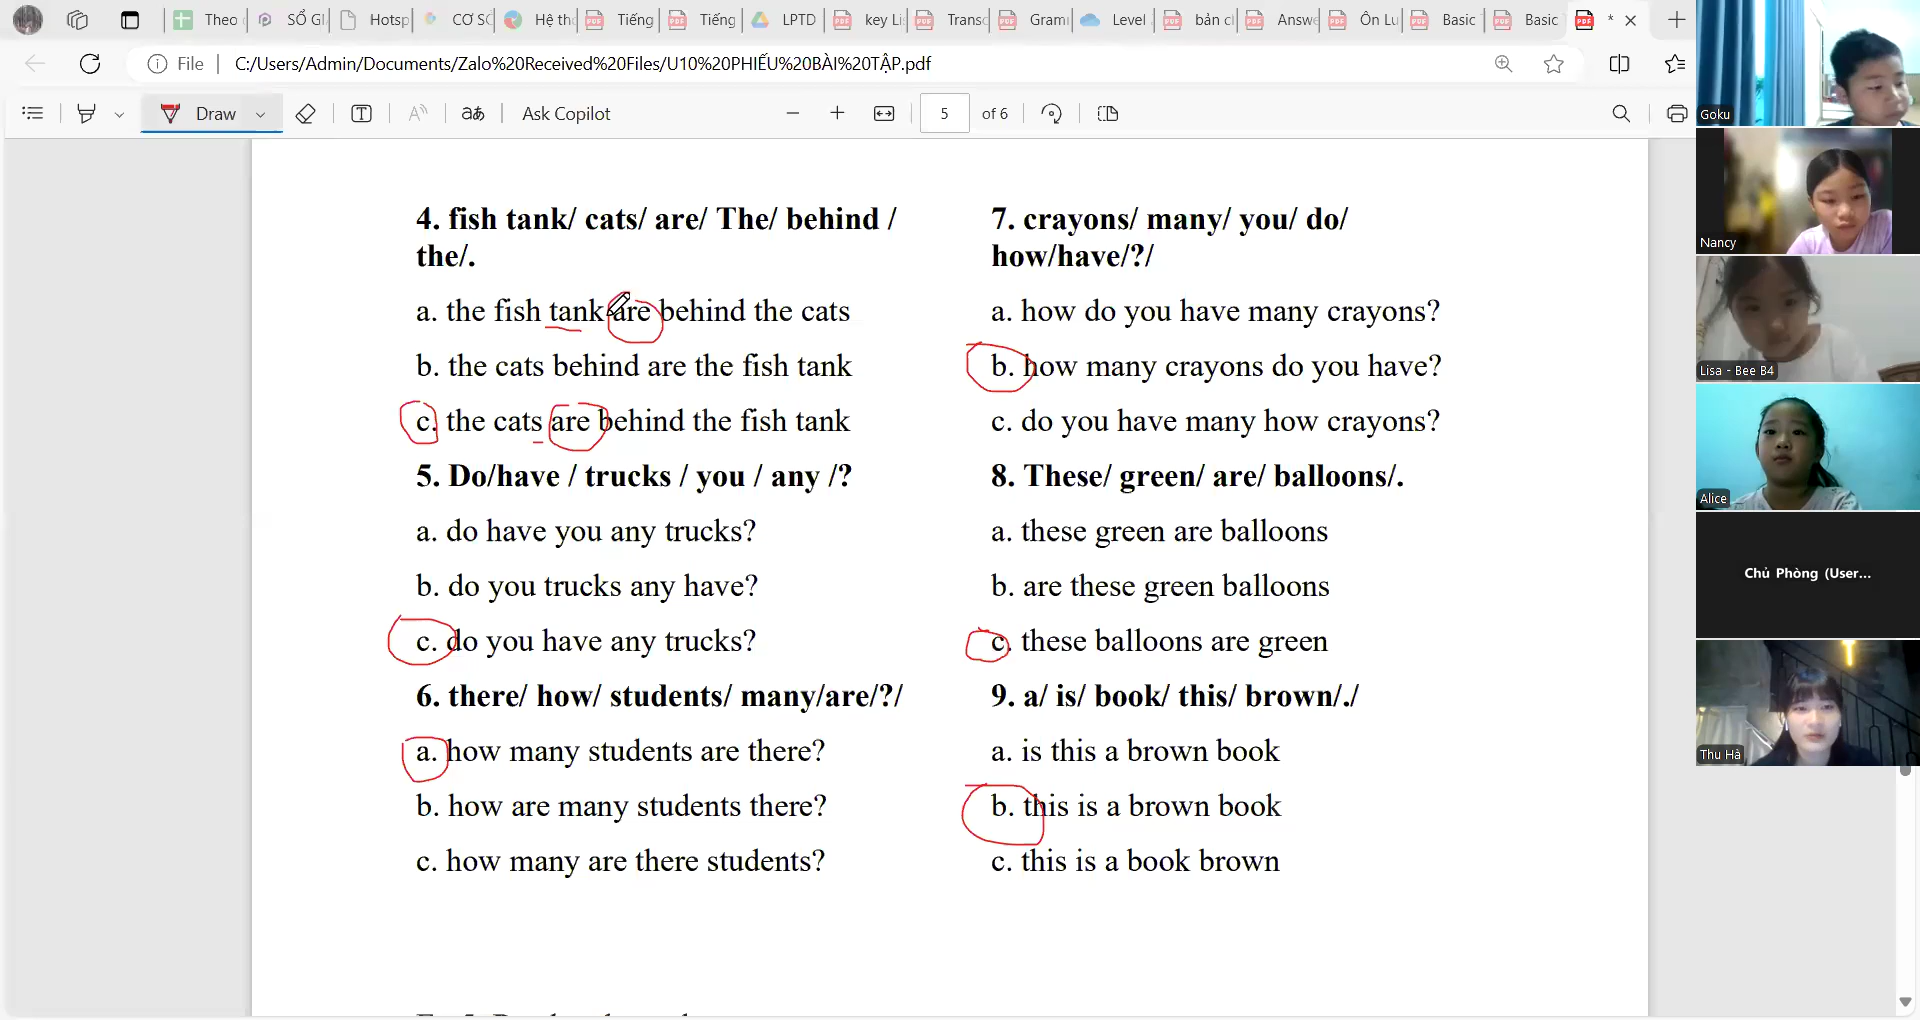 Theo
SỔ GI
Hotsp
CƠ SỞ
Hệ th
Tiếng
Tiếng
LPTD
key Li
Transc
Gram
Level
bản cl
Answe
Ôn Lu
Basic
Basic
*
File
C:/Users/Admin/Documents/Zalo%20Received%20Files/U10%20PHIẾU%20BÀI%20TẬP.pdf
Draw
Ask Copilot
5 of 6
4. fish tank/ cats/ are/ The/ behind /
the/.
a. the fish tank are behind the cats
b. the cats behind are the fish tank
c. the cats are behind the fish tank
5. Do/have / trucks / you / any /?
a. do have you any trucks?
b. do you trucks any have?
c. do you have any trucks?
6. there/ how/ students/ many/are/?/
a. how many students are there?
b. how are many students there?
c. how many are there students?
7. crayons/ many/ you/ do/
how/have/?/
a. how do you have many crayons?
b. how many crayons do you have?
c. do you have many how crayons?
8. These/ green/ are/ balloons/.
a. these green are balloons
b. are these green balloons
c. these balloons are green
9. a/ is/ book/ this/ brown/./
a. is this a brown book
b. this is a brown book
c. this is a book brown
Goku
Nancy
Lisa - Bee B4
Alice
Chủ Phòng (User...
Thu Hà